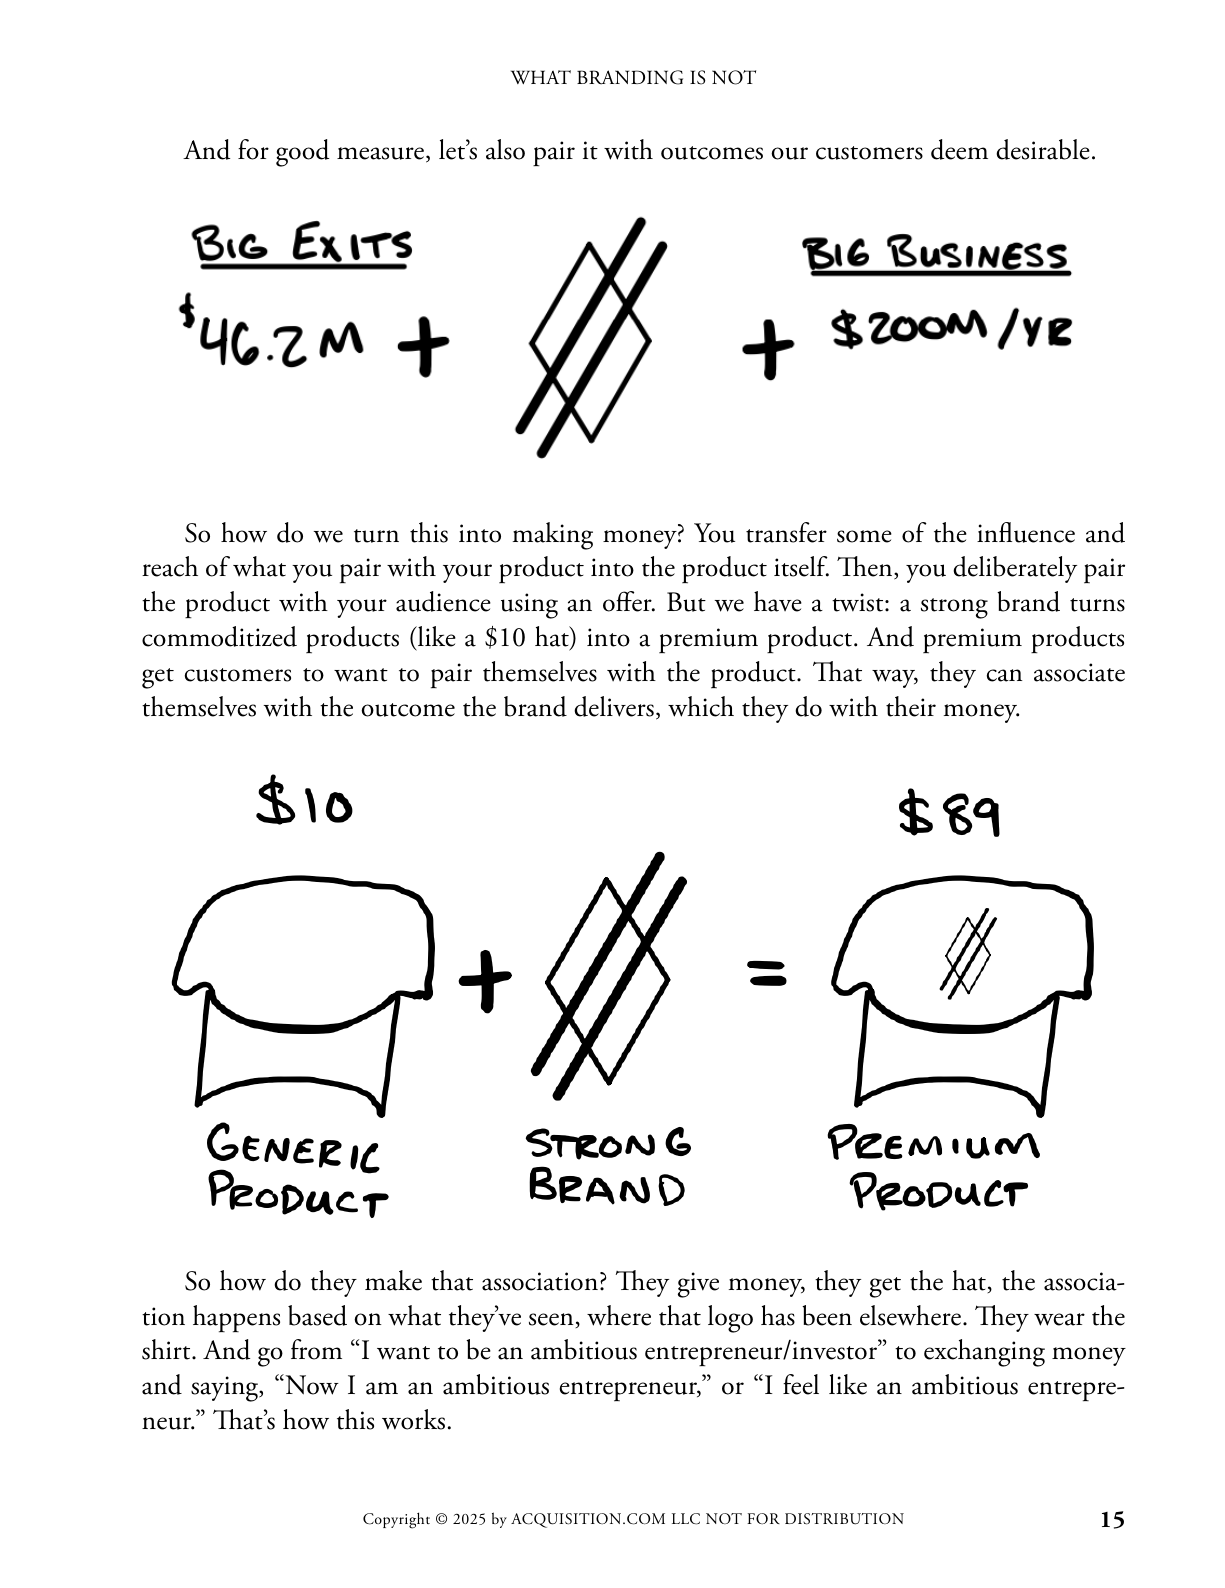 WHAT BRANDING IS NOT
And for good measure, let’s also pair it with outcomes our customers deem desirable.
BIG EXITS
BIG BUSINESS
$46.2M +
+ $200M/YR
So how do we turn this into making money? You transfer some of the influence and
reach of what you pair with your product into the product itself. Then, you deliberately pair
the product with your audience using an offer. But we have a twist: a strong brand turns
commoditized products (like a $10 hat) into a premium product. And premium products
get customers to want to pair themselves with the product. That way, they can associate
themselves with the outcome the brand delivers, which they do with their money.
$10
$89
+
=
GENERIC
PRODUCT
STRONG
BRAND
PREMIUM
PRODUCT
So how do they make that association? They give money, they get the hat, the associa-
tion happens based on what they’ve seen, where that logo has been elsewhere. They wear the
shirt. And go from “I want to be an ambitious entrepreneur/investor” to exchanging money
and saying, “Now I am an ambitious entrepreneur,” or “I feel like an ambitious entrepre-
neur.” That’s how this works.
Copyright © 2025 by ACQUISITION.COM LLC NOT FOR DISTRIBUTION
15